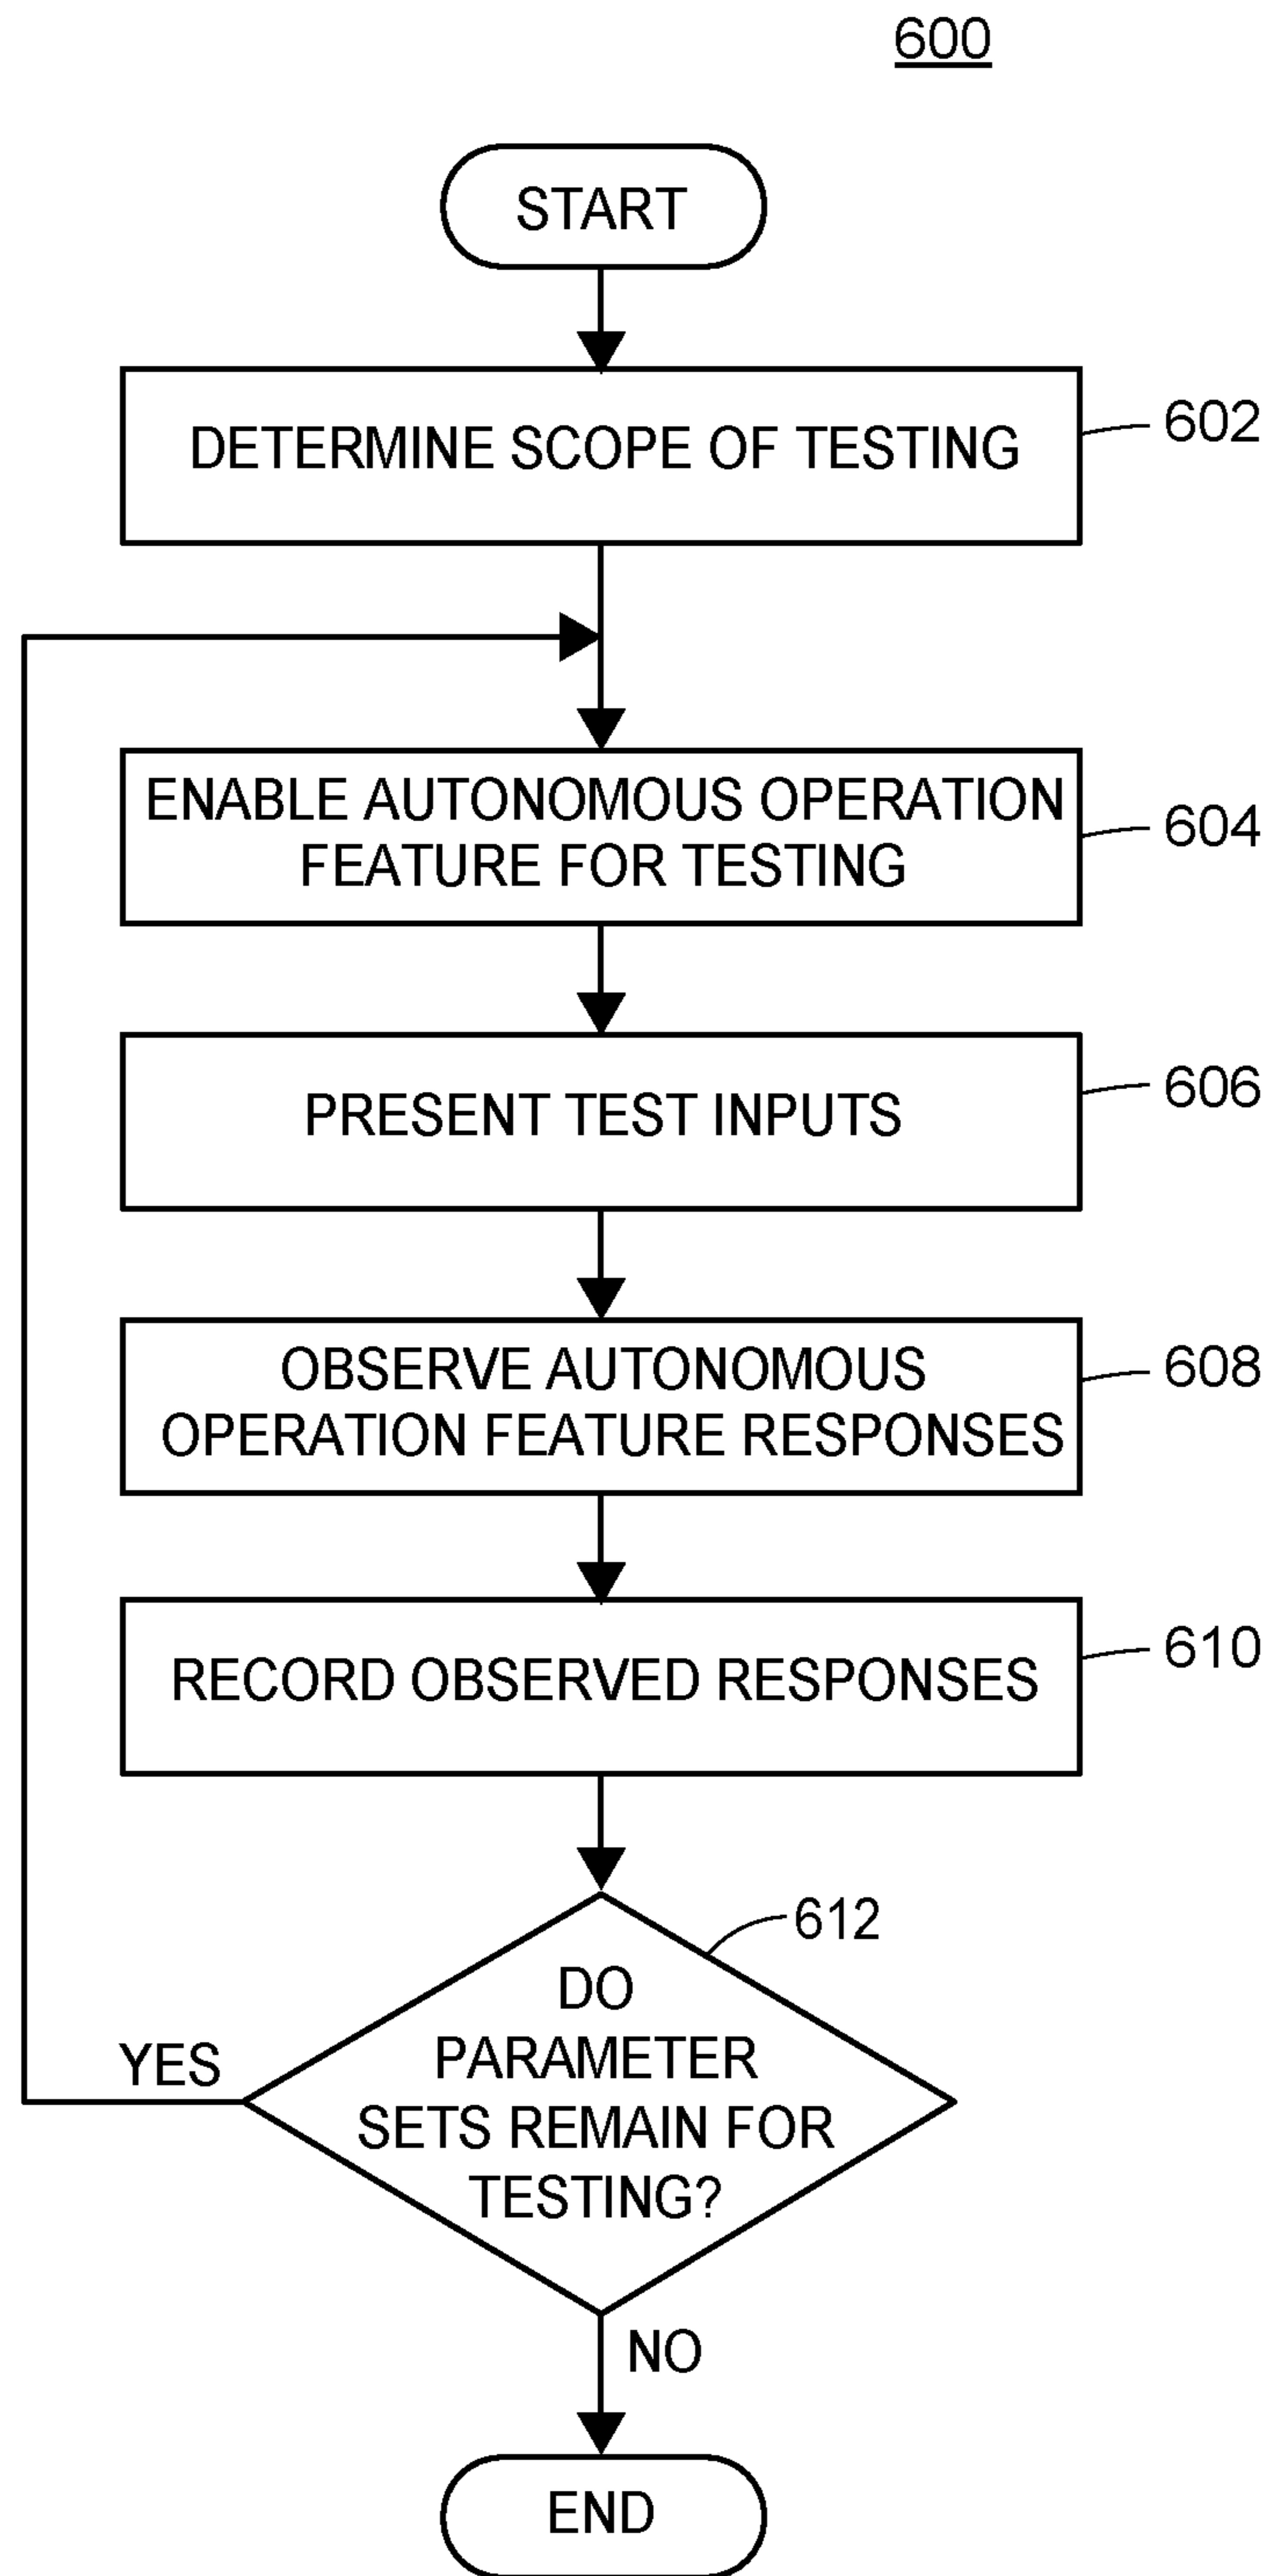 600
START
DETERMINE SCOPE OF TESTING
602
ENABLE AUTONOMOUS OPERATION
FEATURE FOR TESTING
604
PRESENT TEST INPUTS
606
OBSERVE AUTONOMOUS
OPERATION FEATURE RESPONSES
608
RECORD OBSERVED RESPONSES
610
612
DO
PARAMETER
SETS REMAIN FOR
TESTING?
YES
NO
END